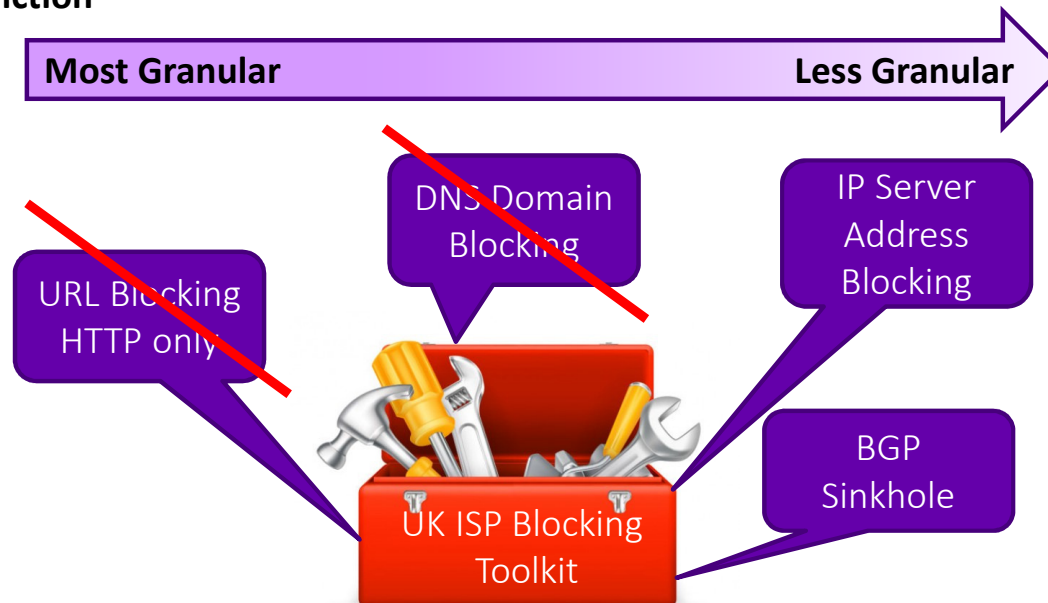 Most Granular
Less Granular
DNS Domain
Blocking
IP Server
Address
Blocking
URL Blocking
HTTP only
BGP
Sinkhole
UK ISP Blocking
Toolkit